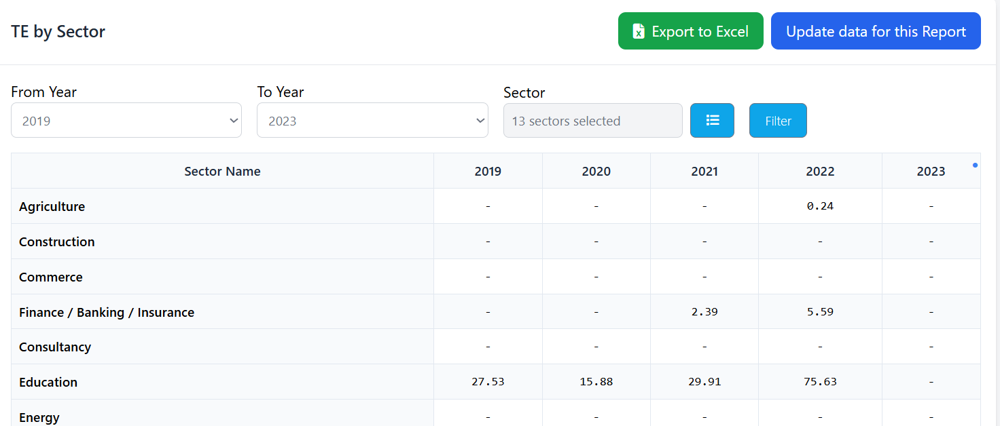 TE by Sector
Export to Excel
Update data for this Report
From Year
To Year
Sector
2019
2023
13 sectors selected
Filter
Sector Name 2019 2020 2021 2022 2023
Agriculture - - - 0.24 -
Construction - - - - -
Commerce - - - - -
Finance / Banking / Insurance - - 2.39 5.59 -
Consultancy - - - - -
Education 27.53 15.88 29.91 75.63 -
Energy - - - - -